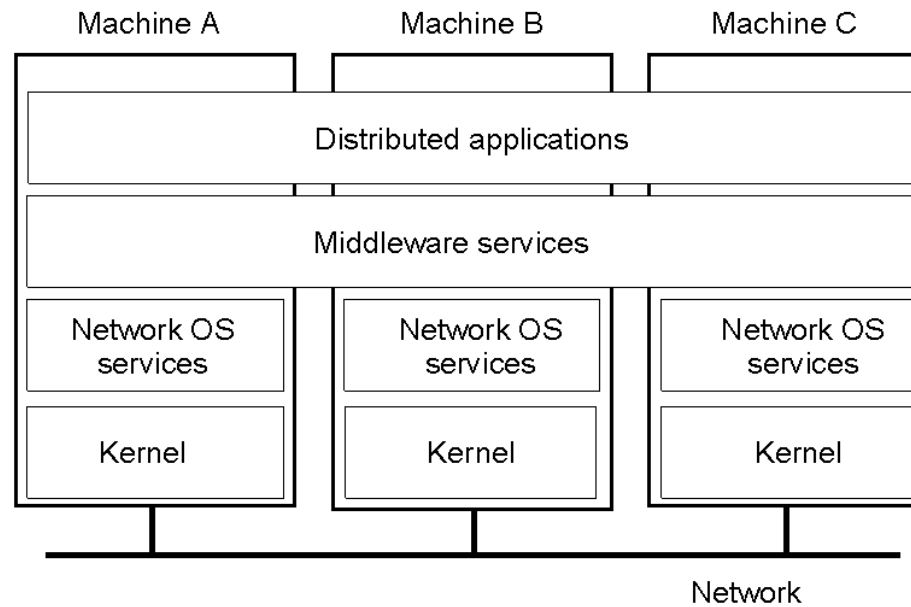 Machine A
Machine B
Machine C
Distributed applications
Middleware services
Network OS
services
Network OS
services
Network OS
services
Kernel
Kernel
Kernel
Network